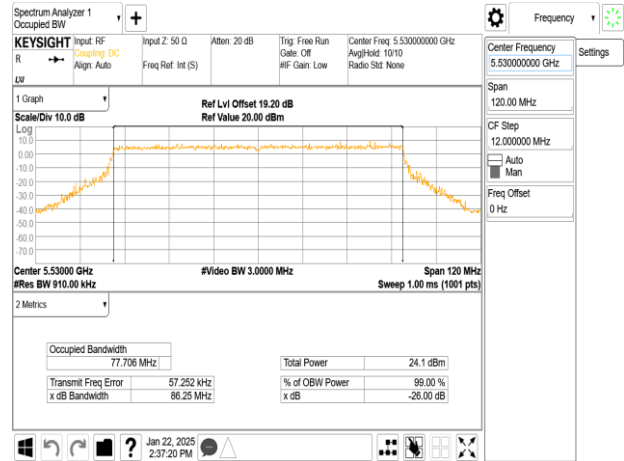 Spectrum Analyzer 1
Occupied BW
Frequency
KEYSIGHT
R
Input: RF
Coupling: DC
Align: Auto
Input Z: 50 Ω
Freq Ref: Int (S)
Atten: 20 dB
Trig: Free Run
Gate: Off
#IF Gain: Low
Center Freq: 5.530000000 GHz
Avg|Hold: 10/10
Radio Std: None
Center Frequency
5.530000000 GHz
Settings
Span
120.00 MHz
CF Step
12.000000 MHz
Auto
Man
Freq Offset
0 Hz
1 Graph
Scale/Div 10.0 dB
Ref Lvl Offset 19.20 dB
Ref Value 20.00 dBm
Log
10.0
0.00
-10.0
-20.0
-30.0
-40.0
-50.0
-60.0
-70.0
Center 5.53000 GHz
#Video BW 3.0000 MHz
Span 120 MHz
#Res BW 910.00 kHz
Sweep 1.00 ms (1001 pts)
2 Metrics
Occupied Bandwidth
77.706 MHz
Total Power 24.1 dBm
Transmit Freq Error 57.252 kHz
% of OBW Power 99.00 %
x dB Bandwidth 86.25 MHz
x dB -26.00 dB
?
Jan 22, 2025
2:37:20 PM